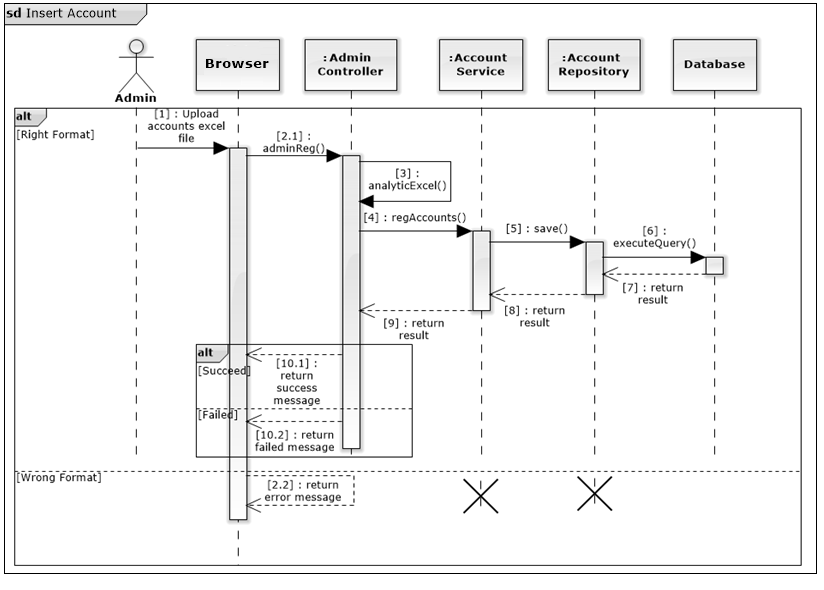 sd Insert Account
Admin
Browser
:Admin
Controller
:Account
Service
:Account
Repository
Database
alt
[Right Format]
[1] : Upload
accounts excel
file
[2.1] :
adminReg()
[3] :
analyticExcel()
[4] : regAccounts()
[5] : save()
[6] :
executeQuery()
[7] : return
result
[8] : return
result
[9] : return
result
alt
[Succeed]
[10.1] :
return
success
message
[Failed]
[10.2] : return
failed message
[Wrong Format]
[2.2] : return
error message